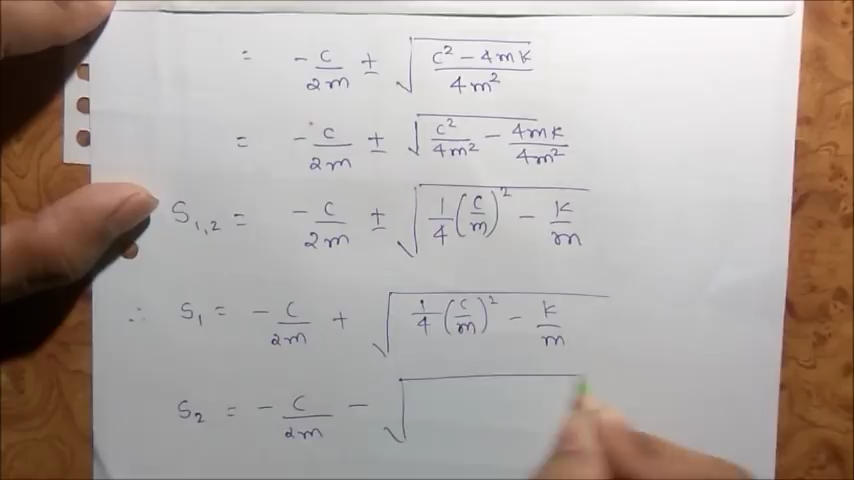 = - c/2m ± √((c² - 4mk)/4m²)
= - c/2m ± √(c²/4m² - 4mk/4m²)
S₁,₂ = - c/2m ± √(1/4 (c/m)² - k/m)
∴ S₁ = - c/2m + √(1/4 (c/m)² - k/m)
S₂ = - c/2m - √